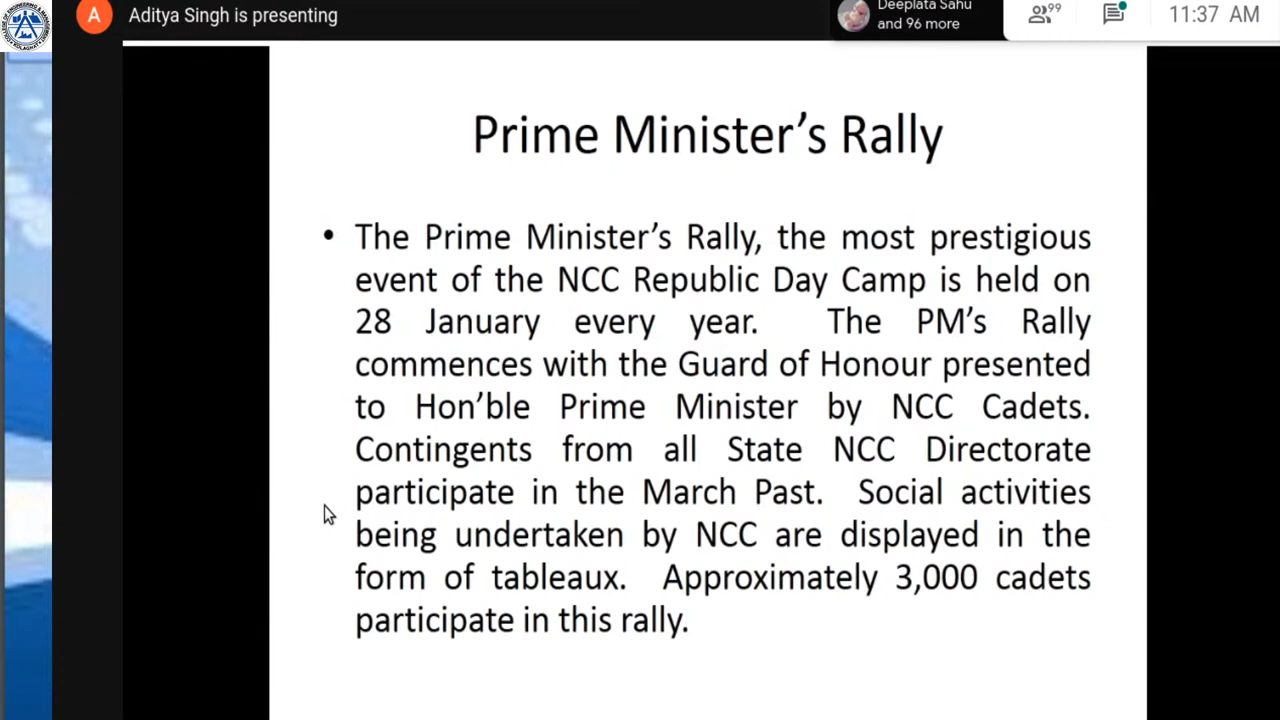 A
Aditya Singh is presenting
Deeplata Sahu
and 96 more
99
11:37 AM
Prime Minister's Rally
• The Prime Minister's Rally, the most prestigious
event of the NCC Republic Day Camp is held on
28 January every year. The PM's Rally
commences with the Guard of Honour presented
to Hon'ble Prime Minister by NCC Cadets.
Contingents from all State NCC Directorate
participate in the March Past. Social activities
being undertaken by NCC are displayed in the
form of tableaux. Approximately 3,000 cadets
participate in this rally.